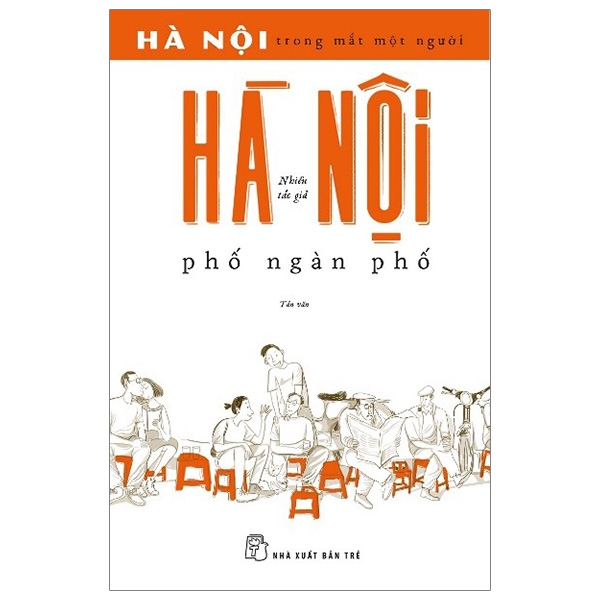 HÀ NỘI trong mắt một người
HÀ NỘI
Nhiều
tác giả
phố ngàn phố
Tản văn
NHÀ XUẤT BẢN TRẺ